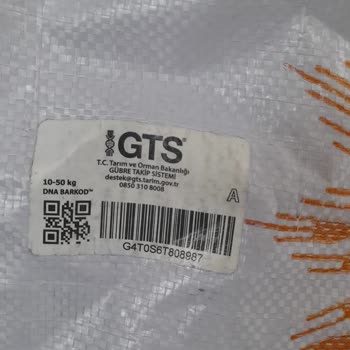 GTS®
T.C. Tarım ve Orman Bakanlığı
GÜBRE TAKİP SİSTEMİ
destek@gts.tarim.gov.tr
0850 310 8008
10-50 kg
DNA BARKOD™
A
G4T0S6T808987